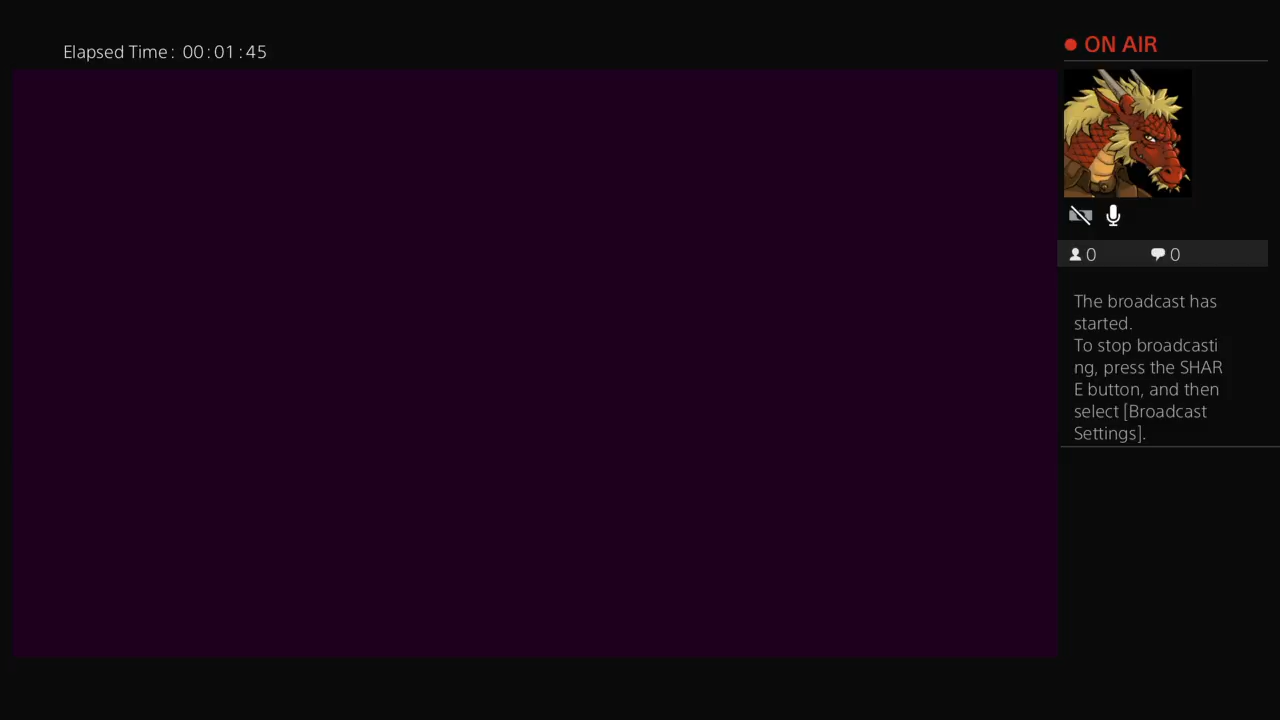 Elapsed Time: 00:01:45
ON AIR
0 0
The broadcast has
started.
To stop broadcasti
ng, press the SHAR
E button, and then
select [Broadcast
Settings].